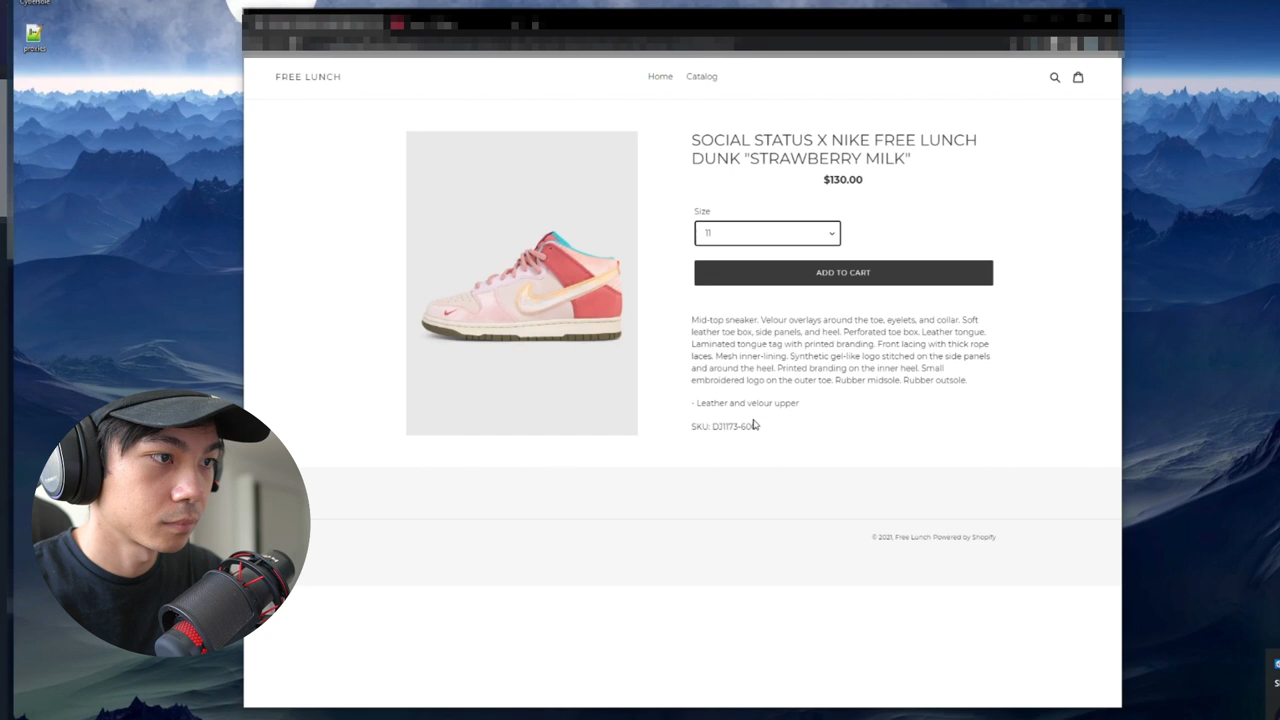 Cybersole
proxies
FREE LUNCH
Home
Catalog
SOCIAL STATUS X NIKE FREE LUNCH
DUNK "STRAWBERRY MILK"
$130.00
Size
11
ADD TO CART
Mid-top sneaker. Velour overlays around the toe, eyelets, and collar. Soft
leather toe box, side panels, and heel. Perforated toe box. Leather tongue.
Laminated tongue tag with printed branding. Front lacing with thick rope
laces. Mesh inner-lining. Synthetic gel-like logo stitched on the side panels
and around the heel. Printed branding on the inner heel. Small
embroidered logo on the outer toe. Rubber midsole. Rubber outsole.
- Leather and velour upper
SKU: DJ1173-600
© 2021, Free Lunch Powered by Shopify